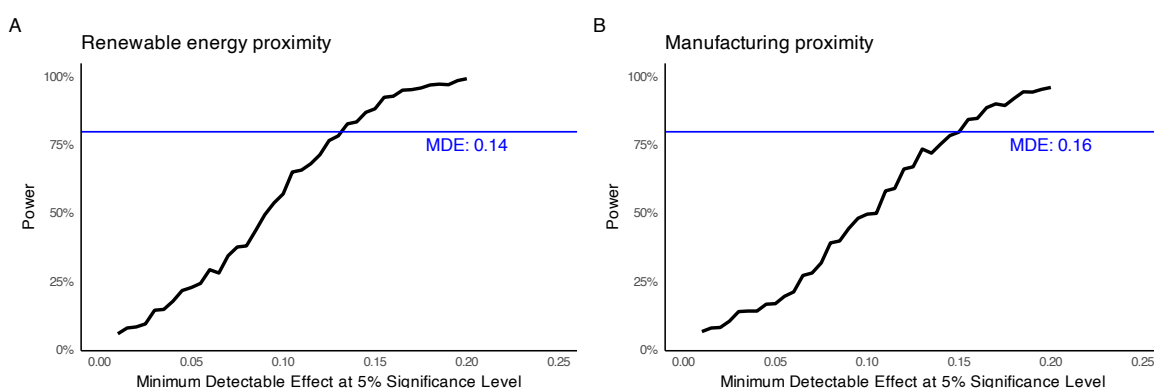 A
Renewable energy proximity
100%
75%
50%
25%
0%
Power
MDE: 0.14
0.00 0.05 0.10 0.15 0.20 0.25
Minimum Detectable Effect at 5% Significance Level
B
Manufacturing proximity
100%
75%
50%
25%
0%
Power
MDE: 0.16
0.00 0.05 0.10 0.15 0.20 0.25
Minimum Detectable Effect at 5% Significance Level